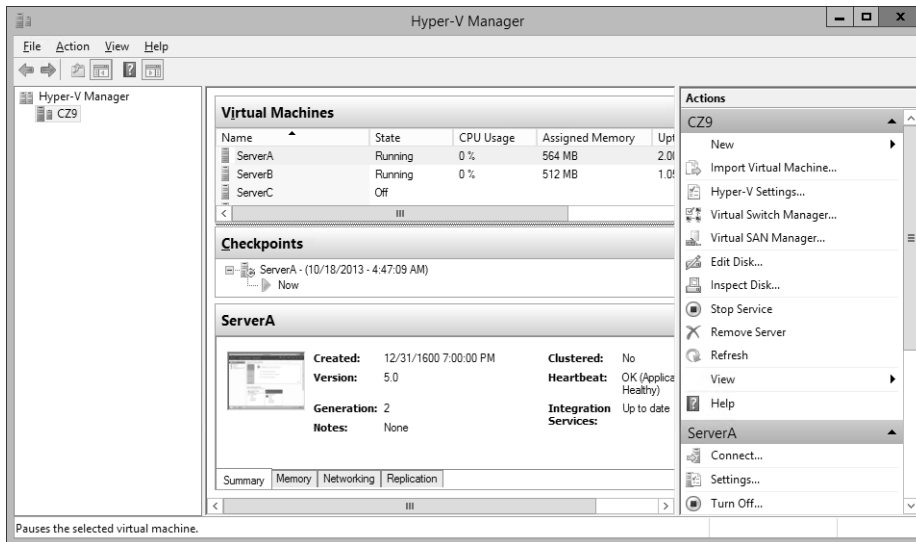 Hyper-V Manager
File Action View Help
Hyper-V Manager
CZ9
Virtual Machines
Name State CPU Usage Assigned Memory Upt
ServerA Running 0 % 564 MB 2.0
ServerB Running 0 % 512 MB 1.0
ServerC Off
Checkpoints
ServerA - (10/18/2013 - 4:47:09 AM)
Now
ServerA
Created: 12/31/1600 7:00:00 PM Clustered: No
Version: 5.0 Heartbeat: OK (Applica
Healthy)
Generation: 2 Integration Up to date
Services:
Notes: None
Summary Memory Networking Replication
Actions
CZ9
New
Import Virtual Machine...
Hyper-V Settings...
Virtual Switch Manager...
Virtual SAN Manager...
Edit Disk...
Inspect Disk...
Stop Service
Remove Server
Refresh
View
Help
ServerA
Connect...
Settings...
Turn Off...
Pauses the selected virtual machine.